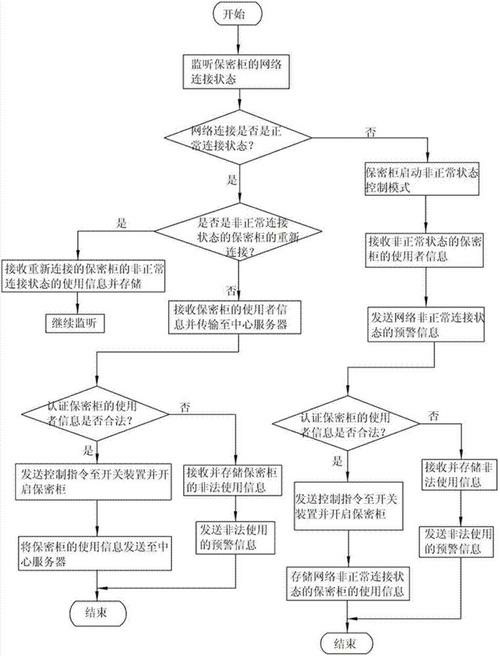 开始
监听保密柜的网络
连接状态
网络连接是否是正
常连接状态?
否
是
保密柜启动非正常状态
控制模式
是否是非正常连接
状态的保密柜的重新
连接?
是
否
接收非正常状态的保密
柜的使用者信息
接收重新连接的保密柜的非正常
连接状态的使用信息并存储
继续监听
接收保密柜的使用者信
息并传输至中心服务器
发送网络非正常连接状
态的预警信息
认证保密柜的使用
者信息是否合法?
否
是
认证保密柜的使用
者信息是否合法?
否
是
发送控制指令至开关装置并开
启保密柜
接收并存储保密柜
的非法使用信息
发送控制指令至开关
装置并开启保密柜
接收并存储非
法使用信息
将保密柜的使用信息发送至中
心服务器
发送非法使用
的预警信息
存储网络非正常连接状
态的保密柜的使用信息
发送非法使用
的预警信息
结束
结束